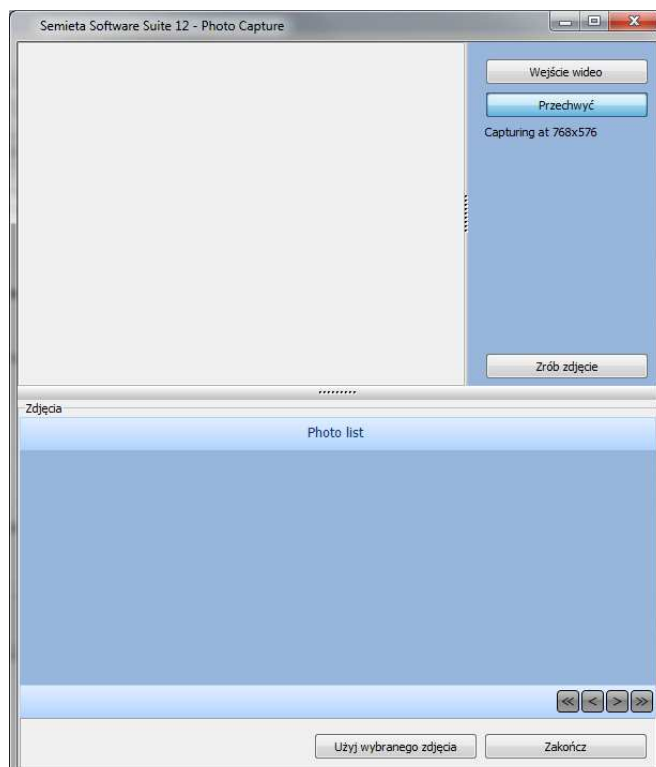 Semieta Software Suite 12 - Photo Capture
Wejście wideo
Przechwyć
Capturing at 768x576
Zrób zdjęcie
Zdjęcia
Photo list
Użyj wybranego zdjęcia
Zakończ